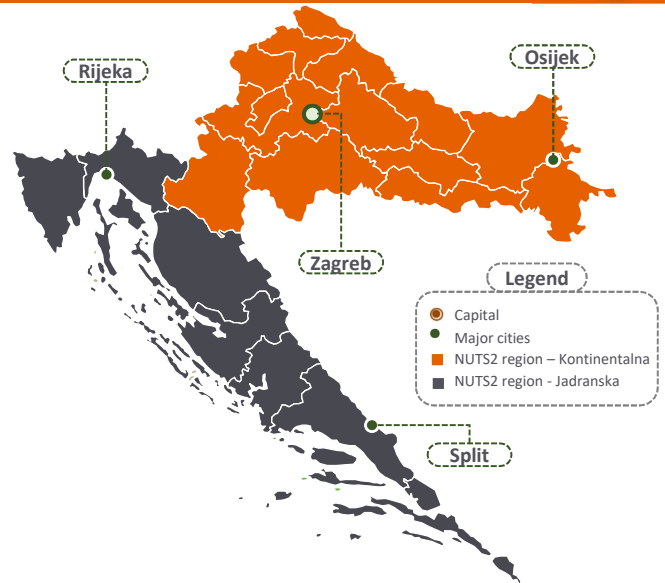 Rijeka
Osijek
Zagreb
Legend
Capital
Major cities
NUTS2 region – Kontinentalna
NUTS2 region - Jadranska
Split